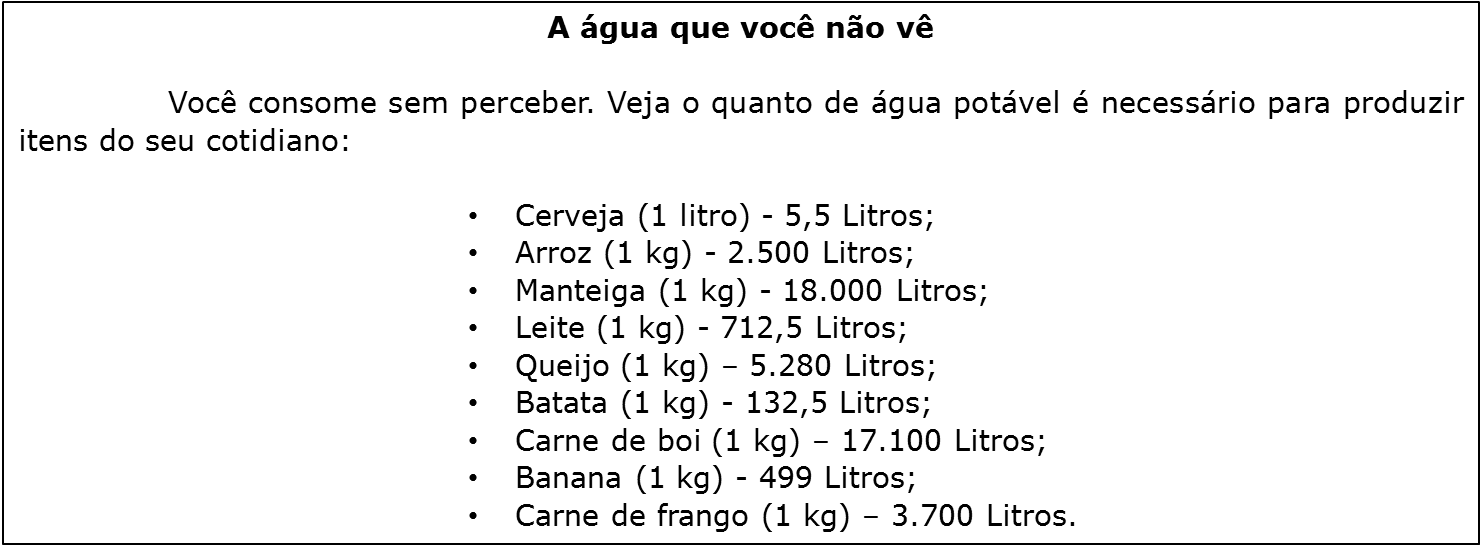 A água que você não vê
Você consome sem perceber. Veja o quanto de água potável é necessário para produzir
itens do seu cotidiano:
• Cerveja (1 litro) - 5,5 Litros;
• Arroz (1 kg) - 2.500 Litros;
• Manteiga (1 kg) - 18.000 Litros;
• Leite (1 kg) - 712,5 Litros;
• Queijo (1 kg) – 5.280 Litros;
• Batata (1 kg) - 132,5 Litros;
• Carne de boi (1 kg) – 17.100 Litros;
• Banana (1 kg) - 499 Litros;
• Carne de frango (1 kg) – 3.700 Litros.